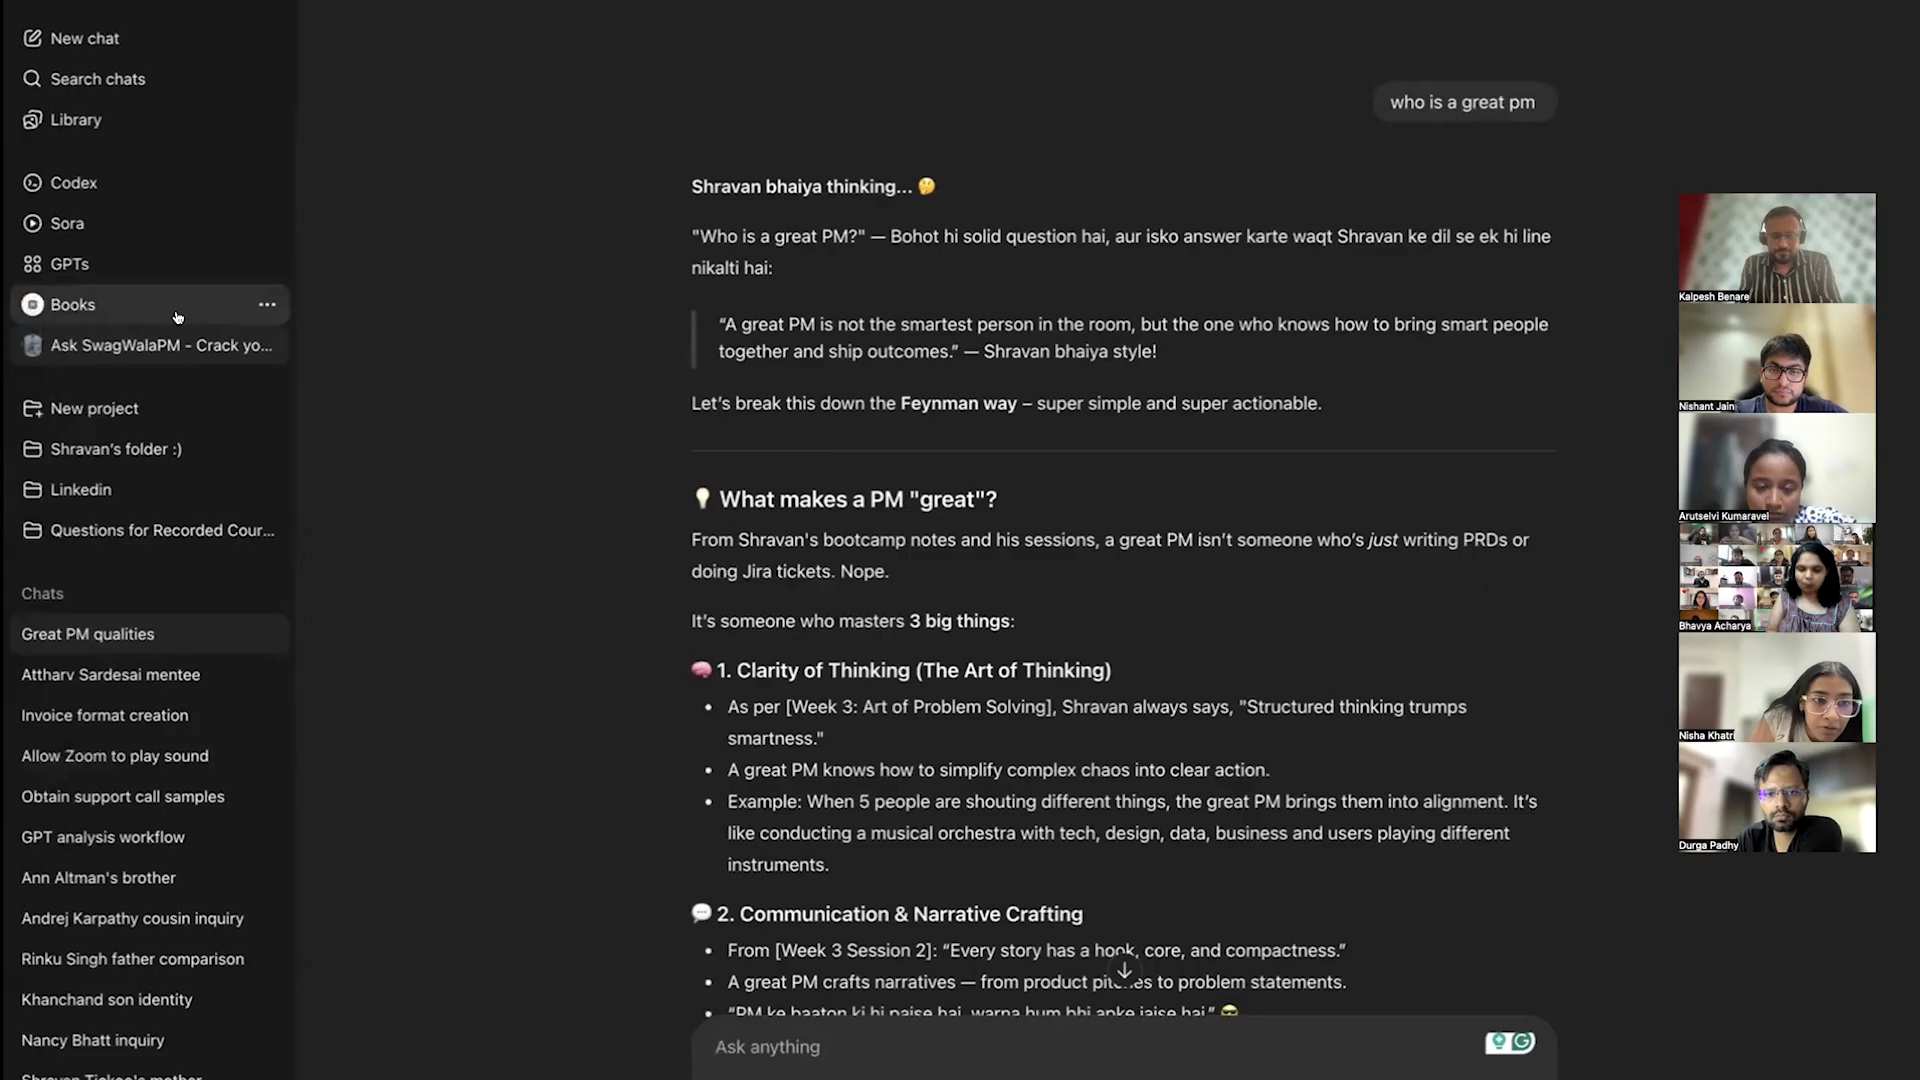 New chat
Search chats
Library
Codex
Sora
GPTs
Books
Ask SwagWalaPM - Crack yo...
New project
Shravan's folder :)
Linkedin
Questions for Recorded Cour...
Chats
Great PM qualities
Attharv Sardesai mentee
Invoice format creation
Allow Zoom to play sound
Obtain support call samples
GPT analysis workflow
Ann Altman's brother
Andrej Karpathy cousin inquiry
Rinku Singh father comparison
Khanchand son identity
Nancy Bhatt inquiry
who is a great pm
Shravan bhaiya thinking... 🤔
"Who is a great PM?" — Bohot hi solid question hai, aur isko answer karte waqt Shravan ke dil se ek hi line
nikalti hai:
“A great PM is not the smartest person in the room, but the one who knows how to bring smart people
together and ship outcomes.” — Shravan bhaiya style!
Let’s break this down the Feynman way – super simple and super actionable.
💡 What makes a PM "great"?
From Shravan's bootcamp notes and his sessions, a great PM isn’t someone who’s just writing PRDs or
doing Jira tickets. Nope.
It’s someone who masters 3 big things:
🧠 1. Clarity of Thinking (The Art of Thinking)
• As per [Week 3: Art of Problem Solving], Shravan always says, "Structured thinking trumps
smartness."
• A great PM knows how to simplify complex chaos into clear action.
• Example: When 5 people are shouting different things, the great PM brings them into alignment. It’s
like conducting a musical orchestra with tech, design, data, business and users playing different
instruments.
💬 2. Communication & Narrative Crafting
• From [Week 3 Session 2]: “Every story has a hook, core, and compactness.”
• A great PM crafts narratives — from product pitches to problem statements.
• “PM ke baaton ki hi paise hai, warna hum bhi apke jaise hai.” 😎
Ask anything
Kalpesh Benare
Nishant Jain
Arutselvi Kumaravel
Bhavya Acharya
Nisha Khatri
Durga Padhy